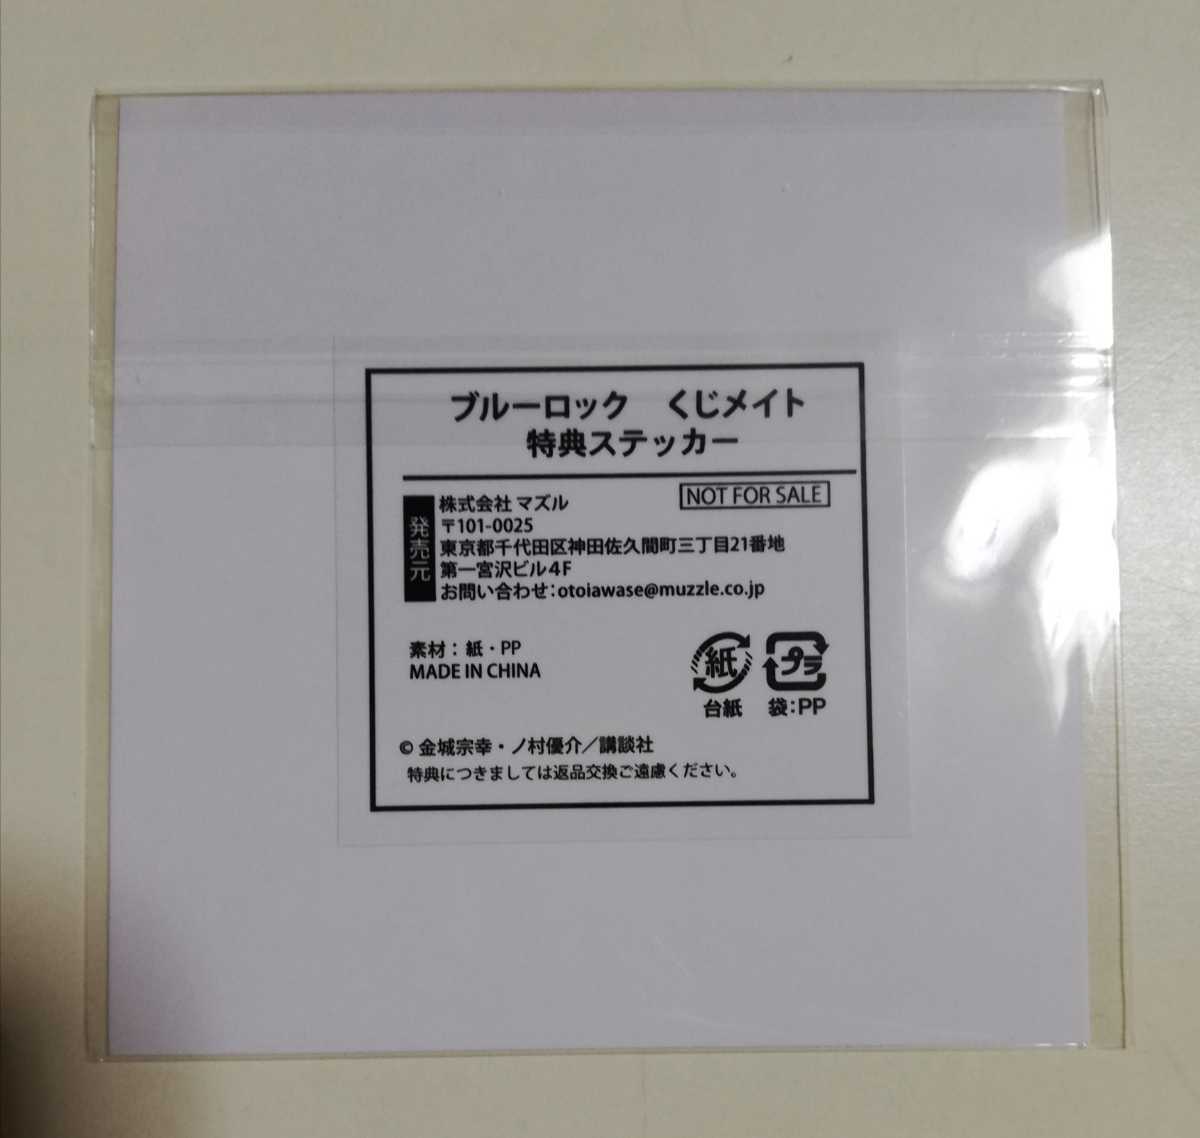 ブルーロック　くじメイト
特典ステッカー
NOT FOR SALE
発売元
株式会社 マズル
〒101-0025
東京都千代田区神田佐久間町三丁目21番地
第一宮沢ビル4F
お問い合わせ:otoiawase@muzzle.co.jp
素材：紙・PP
MADE IN CHINA
紙
プラ
台紙
袋:PP
© 金城宗幸・ノ村優介／講談社
特典につきましては返品交換ご遠慮ください。